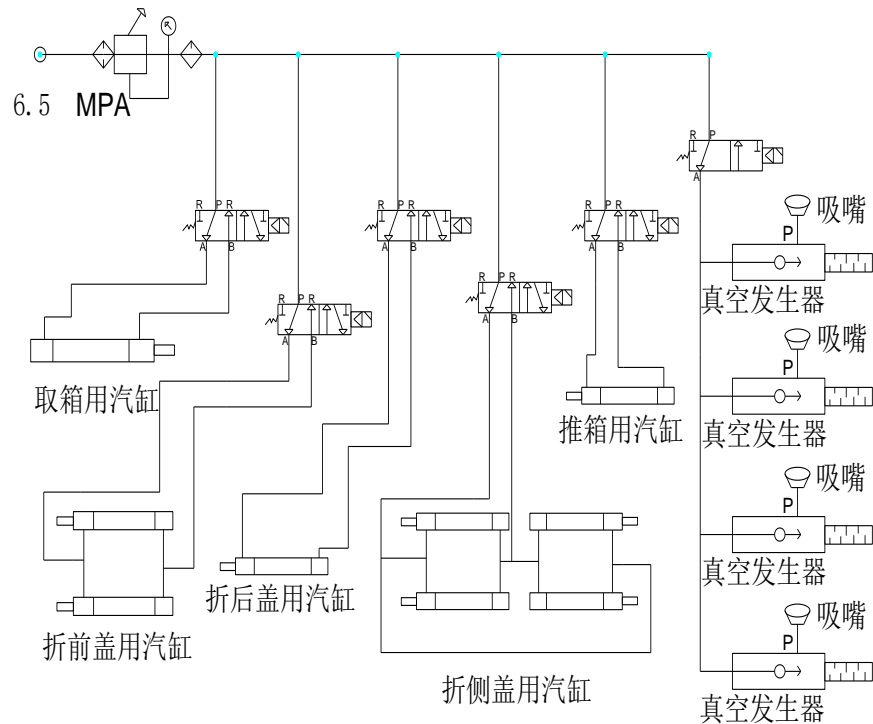 6.5 MPA
R P
A
R P R
A B
R P R
A B
R P R
A B
R P R
A B
R P R
A B
吸嘴
P
真空发生器
吸嘴
P
真空发生器
吸嘴
P
真空发生器
吸嘴
P
真空发生器
取箱用汽缸
推箱用汽缸
折前盖用汽缸
折后盖用汽缸
折侧盖用汽缸